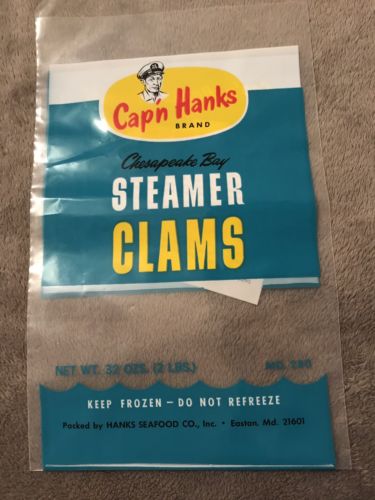 Cap'n Hanks
BRAND
Chesapeake Bay
STEAMER
CLAMS
NET WT. 32 OZS. (2 LBS.) MD. 280
KEEP FROZEN – DO NOT REFREEZE
Packed by HANKS SEAFOOD CO., Inc. • Easton, Md. 21601